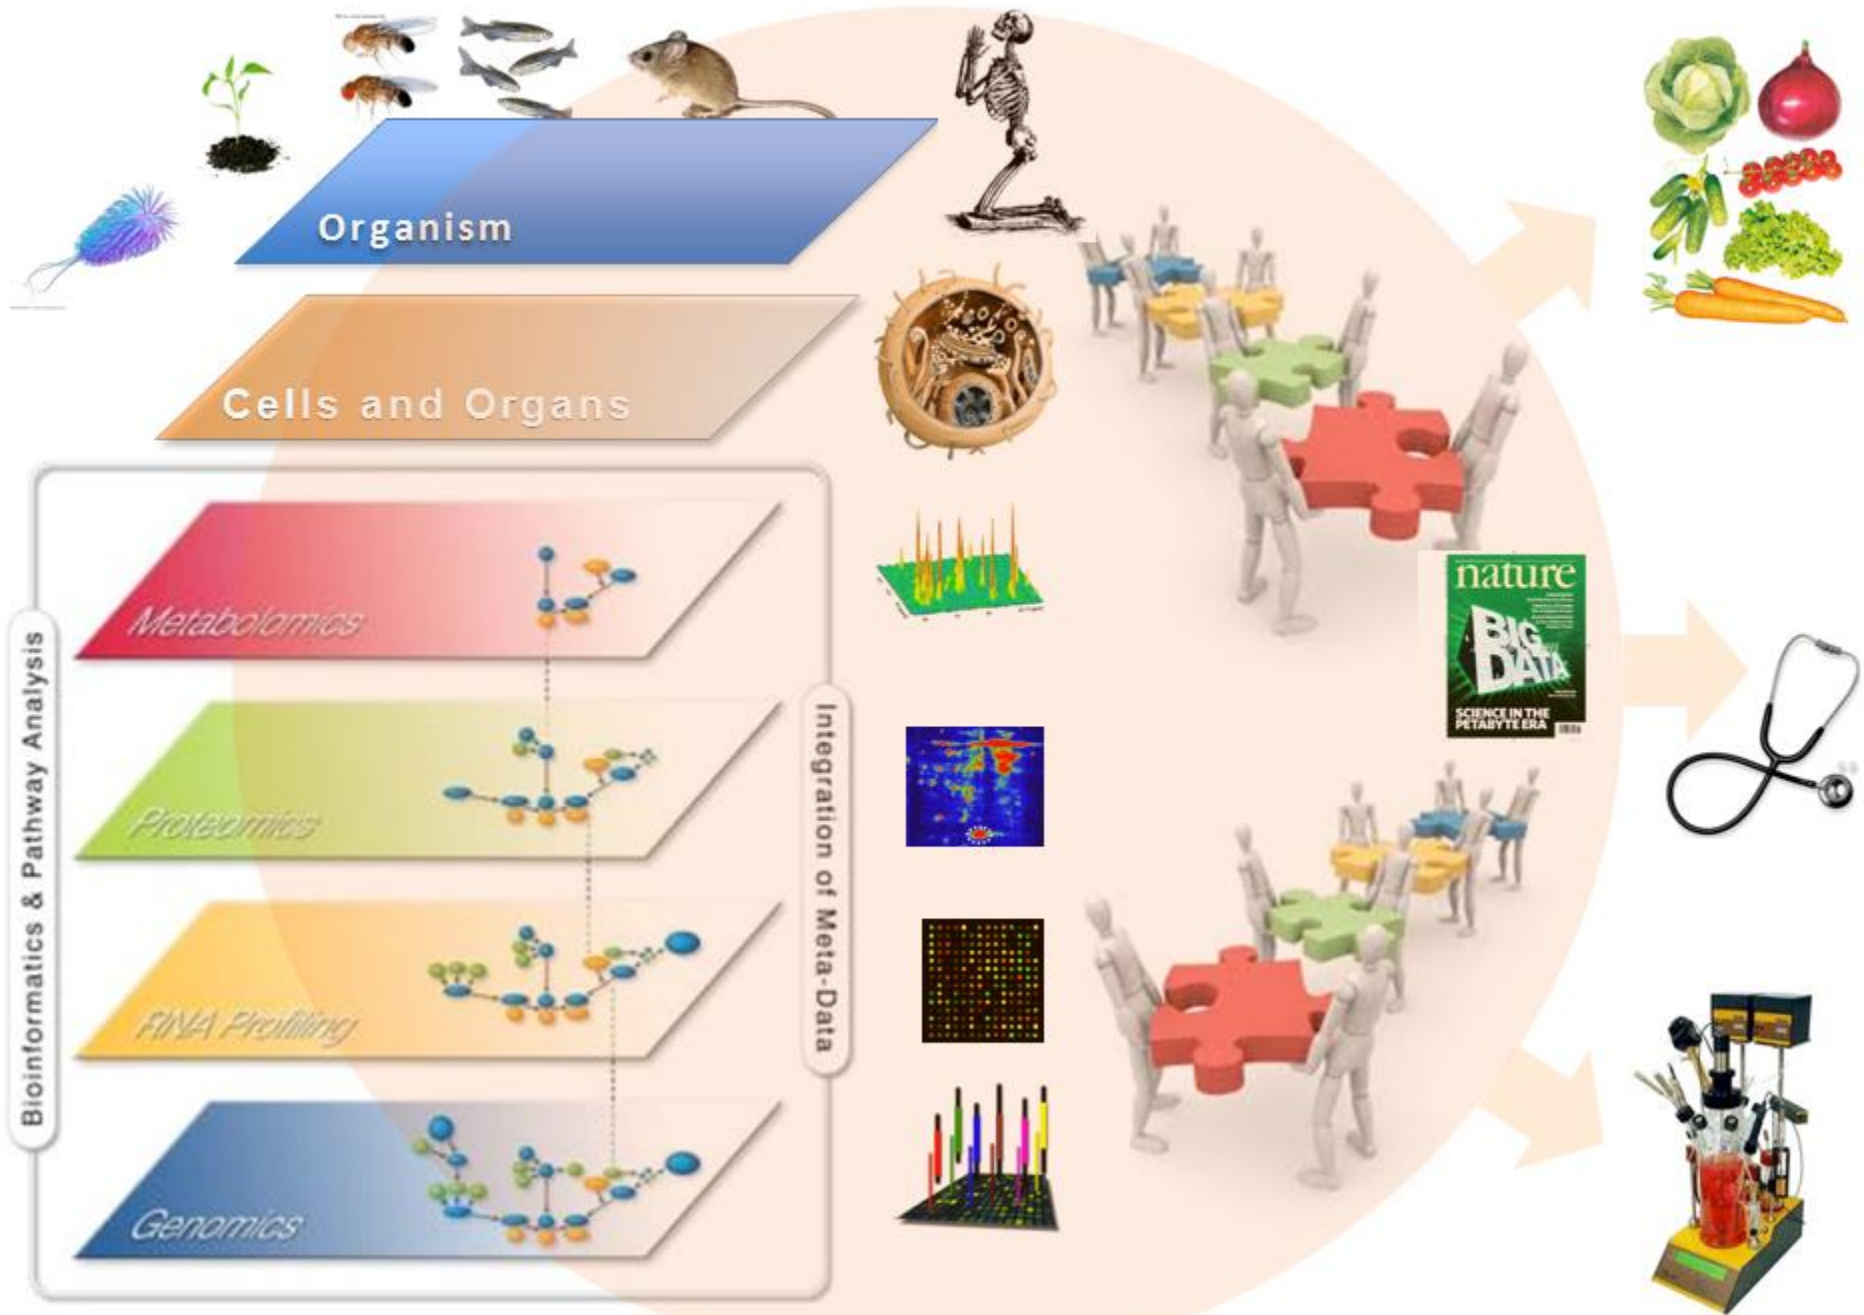 Organism
Cells and Organs
Bioinformatics & Pathway Analysis
Metabolomics
Proteomics
RNA Profiling
Genomics
Integration of Meta-Data
nature
BIG
DATA
SCIENCE IN THE
PETABYTE ERA